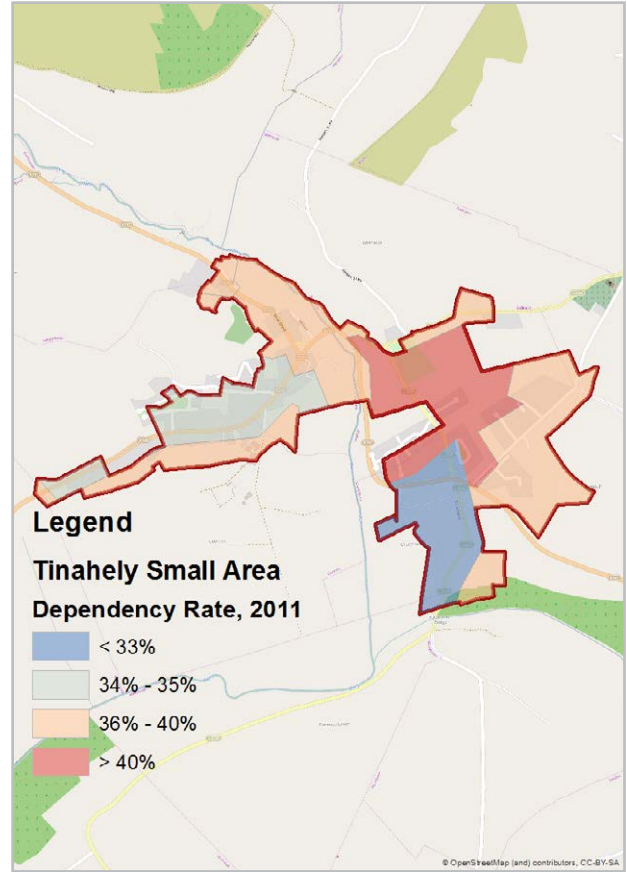 Legend
Tinahely Small Area
Dependency Rate, 2011
< 33%
34% - 35%
36% - 40%
> 40%
© OpenStreetMap (and) contributors, CC-BY-SA